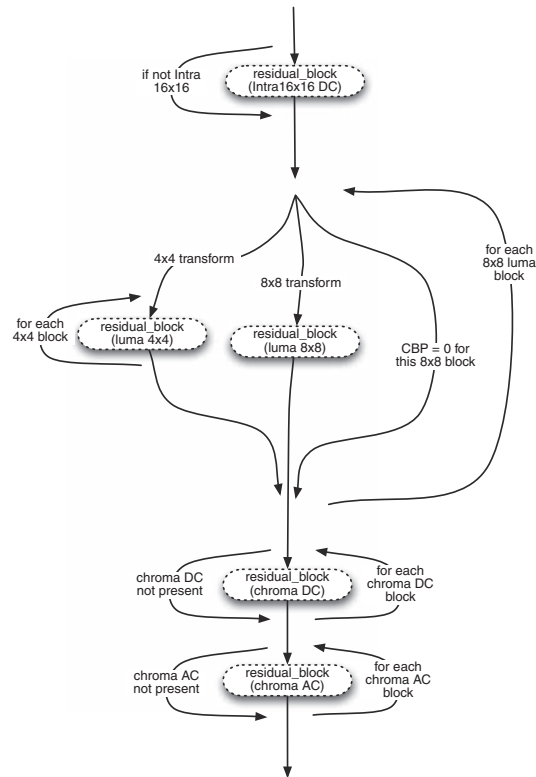 if not Intra
16x16
residual_block
(Intra16x16 DC)
for each
8x8 luma
block
4x4 transform
8x8 transform
for each
4x4 block
residual_block
(luma 4x4)
residual_block
(luma 8x8)
CBP = 0 for
this 8x8 block
chroma DC
not present
residual_block
(chroma DC)
for each
chroma DC
block
chroma AC
not present
residual_block
(chroma AC)
for each
chroma AC
block